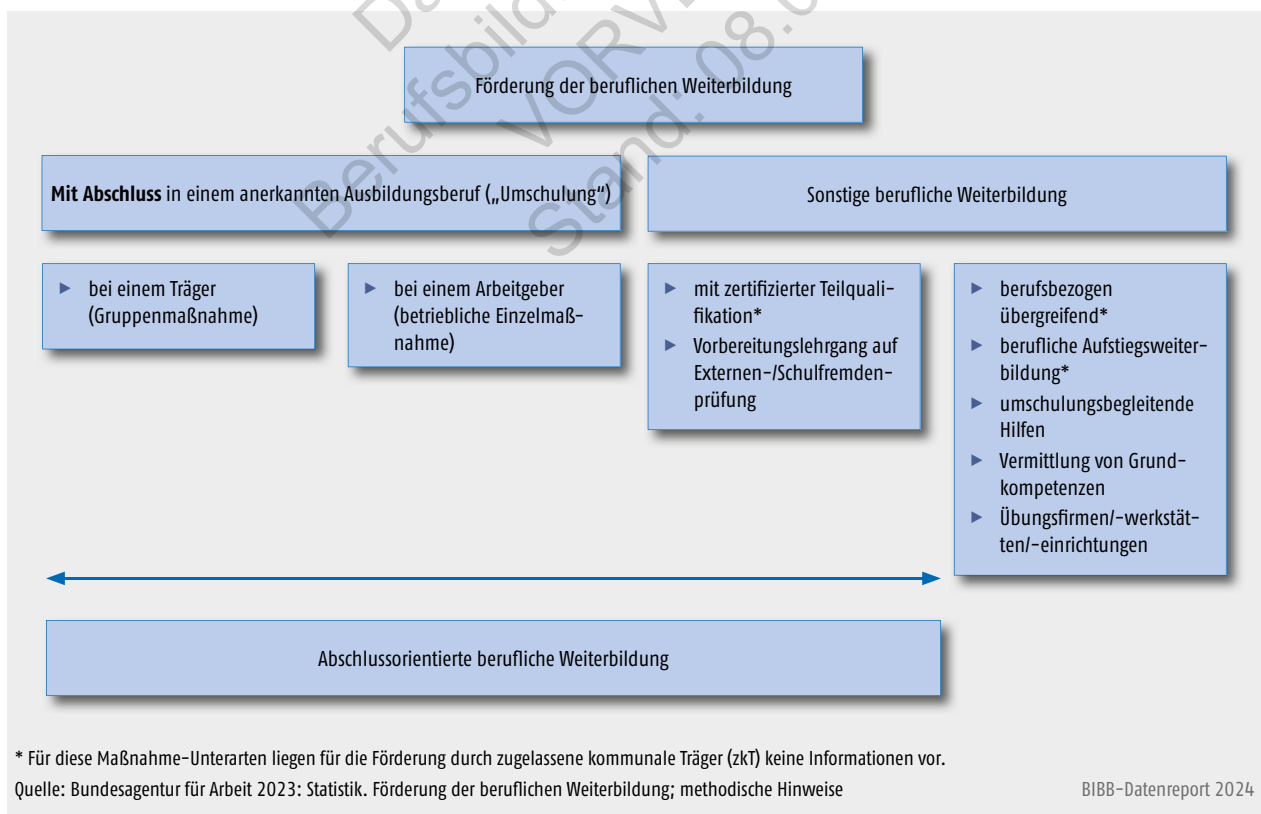 Förderung der beruflichen Weiterbildung
Mit Abschluss in einem anerkannten Ausbildungsberuf („Umschulung“)
Sonstige berufliche Weiterbildung
▶ bei einem Träger
(Gruppenmaßnahme)
▶ bei einem Arbeitgeber
(betriebliche Einzelmaß-
nahme)
▶ mit zertifizierter Teilquali-
fikation*
▶ Vorbereitungslehrgang auf
Externen-/Schulfremden-
prüfung
▶ berufsbezogen
übergreifend*
▶ berufliche Aufstiegsweiter-
bildung*
▶ umschulungsbegleitende
Hilfen
▶ Vermittlung von Grund-
kompetenzen
▶ Übungsfirmen/-werkstät-
ten/-einrichtungen
Abschlussorientierte berufliche Weiterbildung
* Für diese Maßnahme-Unterarten liegen für die Förderung durch zugelassene kommunale Träger (zkT) keine Informationen vor.
Quelle: Bundesagentur für Arbeit 2023: Statistik. Förderung der beruflichen Weiterbildung; methodische Hinweise
BIBB-Datenreport 2024
Stand: 08.0